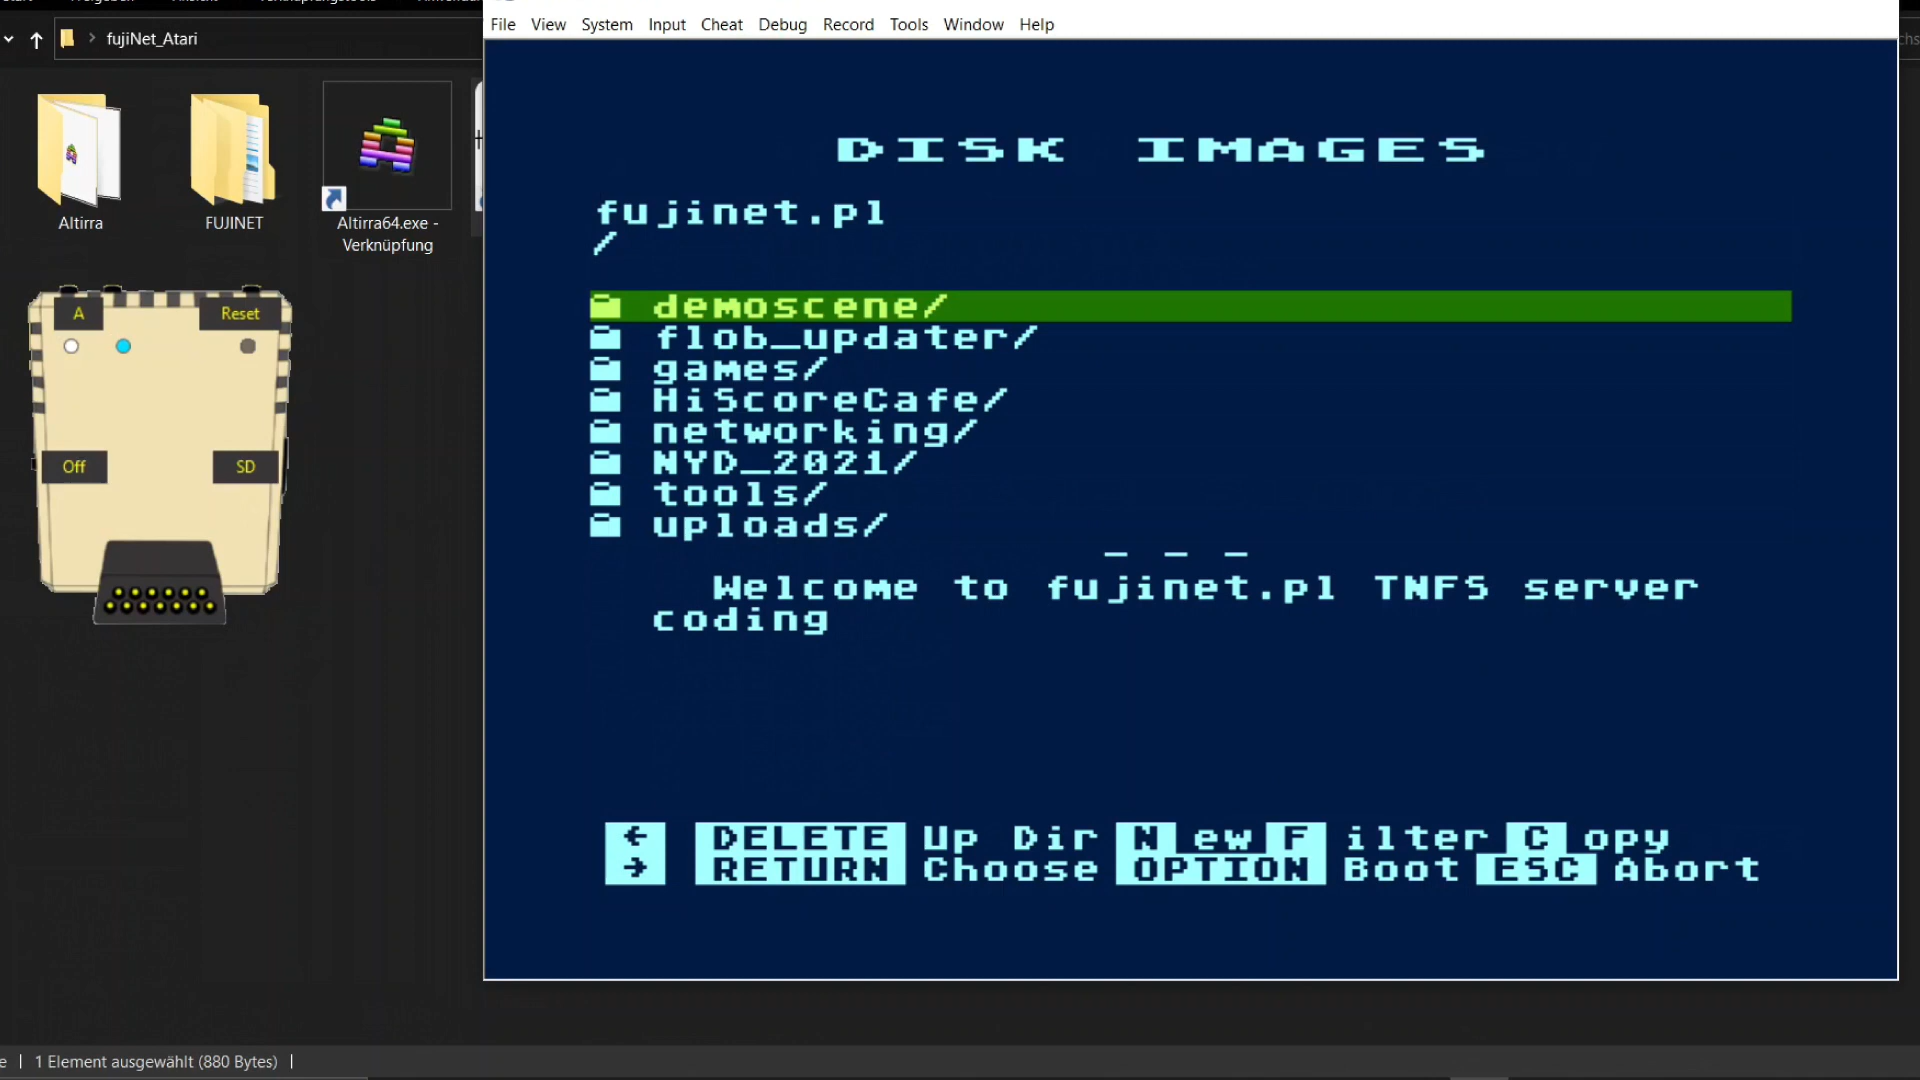 fujiNet_Atari
Altirra
FUJINET
Altirra64.exe -
Verknüpfung
A
Reset
Off
SD
1 Element ausgewählt (880 Bytes)
File View System Input Cheat Debug Record Tools Window Help
DISK IMAGES
fujinet.pl
/
demoscene/
flob_updater/
games/
HiScoreCafe/
networking/
NYD_2021/
tools/
uploads/
_ _ _
Welcome to fujinet.pl TNFS server
coding
← DELETE Up Dir New Filter Copy
→ RETURN Choose OPTION Boot ESC Abort